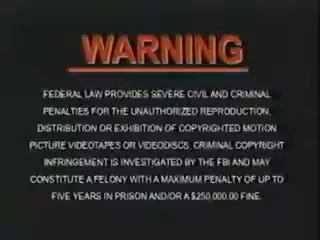 WARNING
FEDERAL LAW PROVIDES SEVERE CIVIL AND CRIMINAL
PENALTIES FOR THE UNAUTHORIZED REPRODUCTION,
DISTRIBUTION OR EXHIBITION OF COPYRIGHTED MOTION
PICTURE VIDEOTAPES OR VIDEODISCS. CRIMINAL COPYRIGHT
INFRINGEMENT IS INVESTIGATED BY THE FBI AND MAY
CONSTITUTE A FELONY WITH A MAXIMUM PENALTY OF UP TO
FIVE YEARS IN PRISON AND/OR A $250,000.00 FINE.